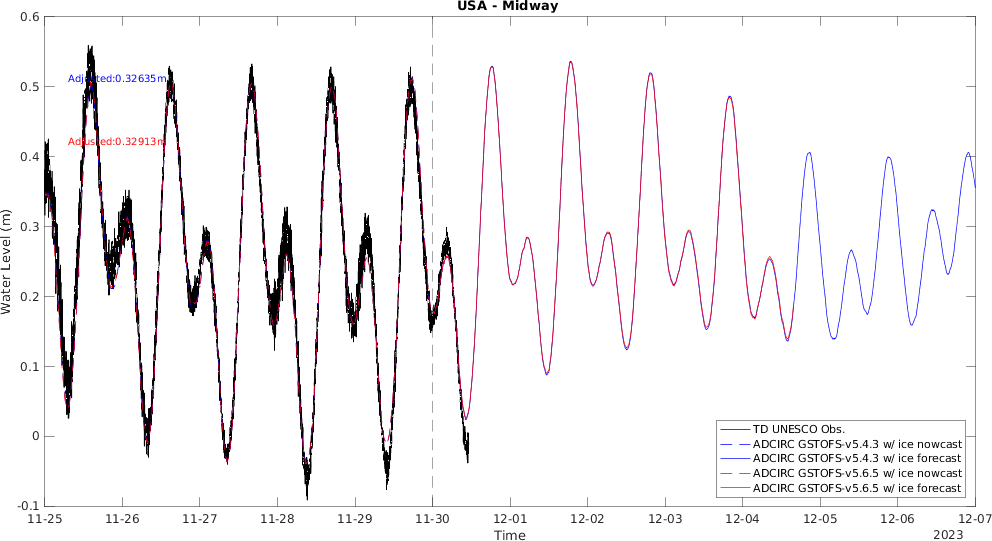 USA - Midway
0.6
0.5
0.4
0.3
0.2
0.1
0
-0.1
Water Level (m)
Adjusted:0.32635m
Adjusted:0.32913m
TD UNESCO Obs.
ADCIRC GSTOFS-v5.4.3 w/ ice nowcast
ADCIRC GSTOFS-v5.4.3 w/ ice forecast
ADCIRC GSTOFS-v5.6.5 w/ ice nowcast
ADCIRC GSTOFS-v5.6.5 w/ ice forecast
11-25 11-26 11-27 11-28 11-29 11-30 12-01 12-02 12-03 12-04 12-05 12-06 12-07
Time
2023